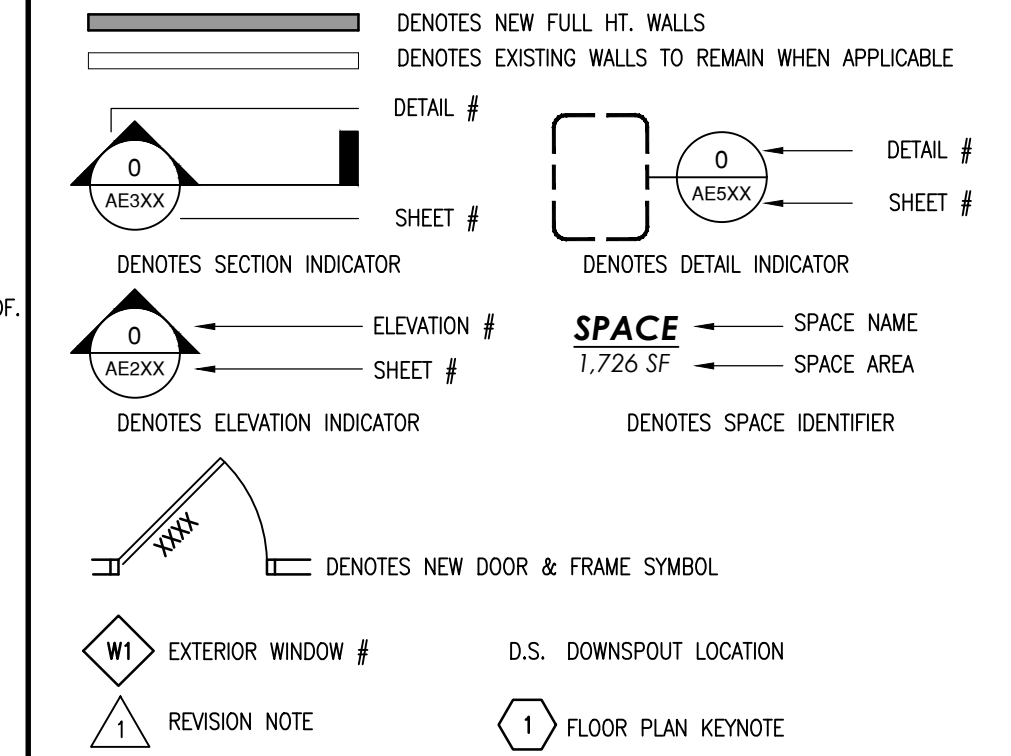 DENOTES NEW FULL HT. WALLS
DENOTES EXISTING WALLS TO REMAIN WHEN APPLICABLE
DETAIL #
0
AE3XX
SHEET #
DENOTES SECTION INDICATOR
0
AE5XX
DETAIL #
SHEET #
DENOTES DETAIL INDICATOR
OF.
0
AE2XX
ELEVATION #
SHEET #
DENOTES ELEVATION INDICATOR
SPACE
1,726 SF
SPACE NAME
SPACE AREA
DENOTES SPACE IDENTIFIER
XXXX
DENOTES NEW DOOR & FRAME SYMBOL
W1 EXTERIOR WINDOW #
D.S. DOWNSPOUT LOCATION
1 REVISION NOTE
1 FLOOR PLAN KEYNOTE